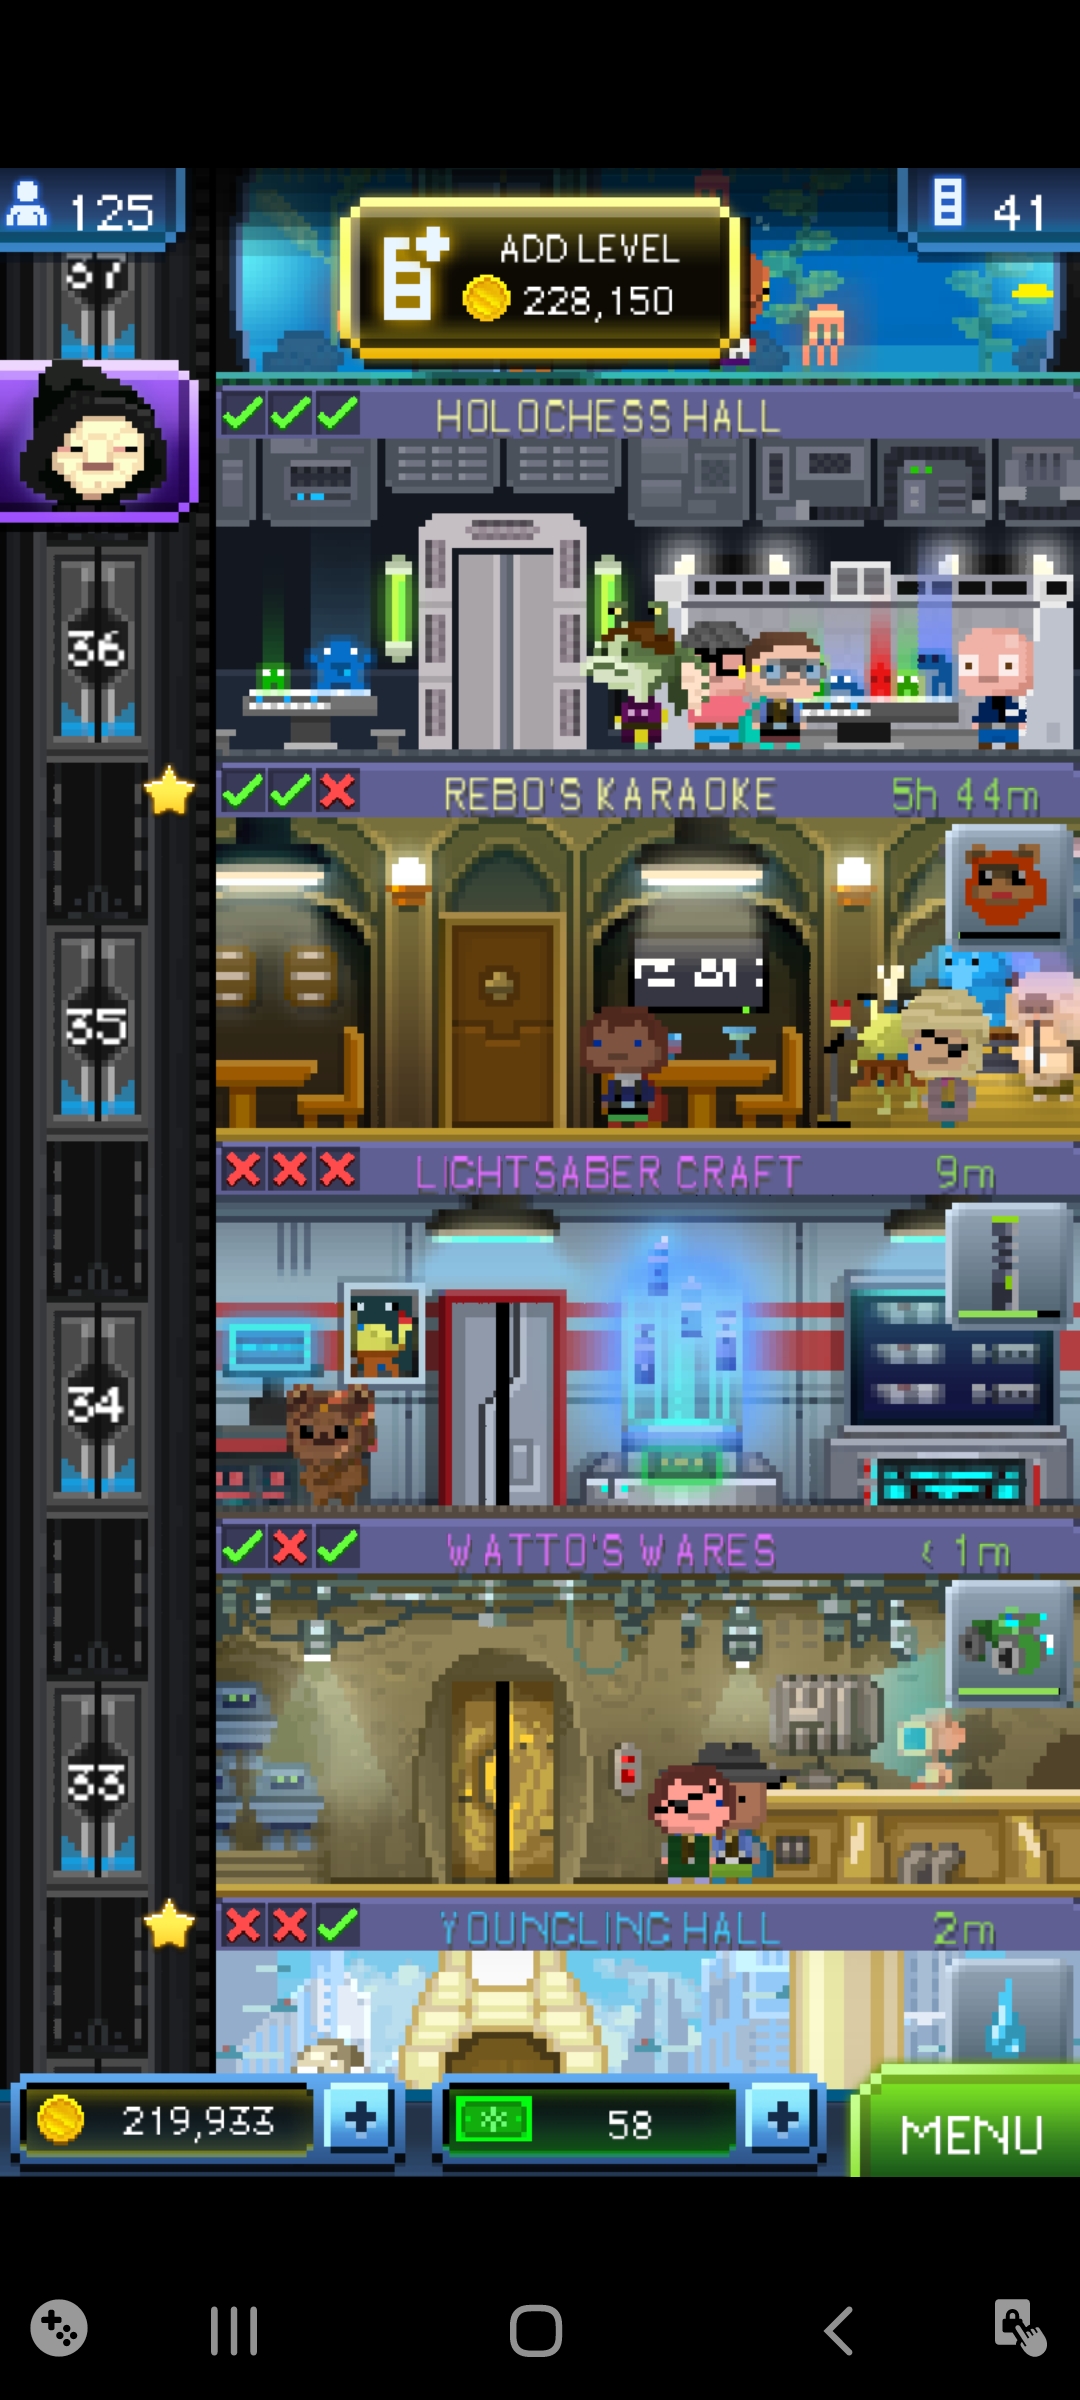 125
ADD LEVEL
228,150
41
37
HOLOCHESS HALL
36
REBO'S KARAOKE 5h 44m
35
LIGHTSABER CRAFT 9m
34
WATTO'S WARES < 1m
33
YOUNGLING HALL 2m
219,933
58
MENU